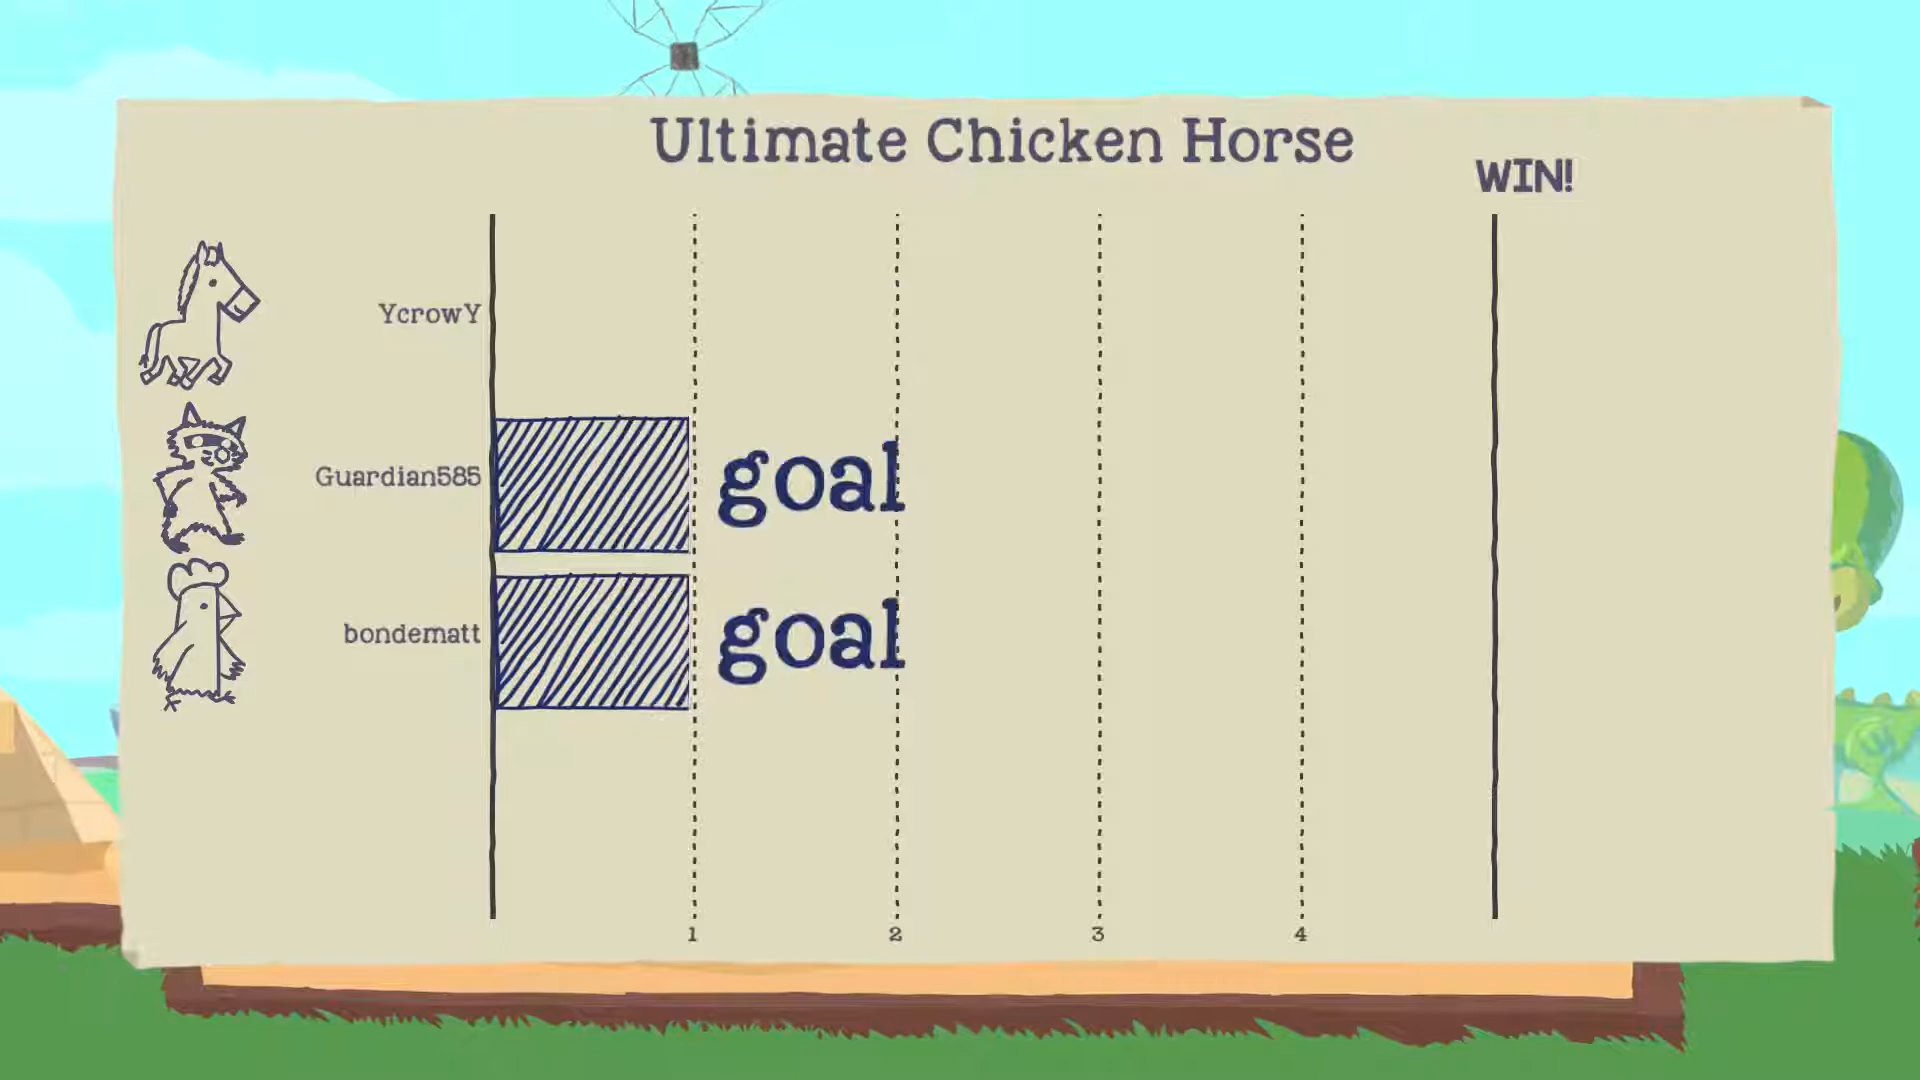 Ultimate Chicken Horse
WIN!
YcrowY
Guardian585
goal
bondematt
goal
1 2 3 4